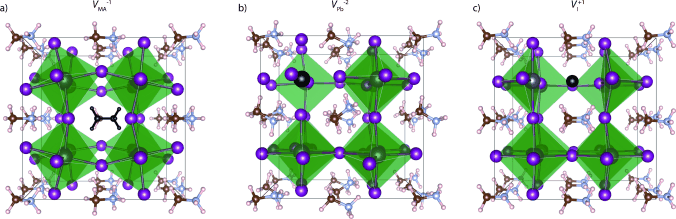 a) V_MA^-1
b) V_Pb^-2
c) V_I^+1